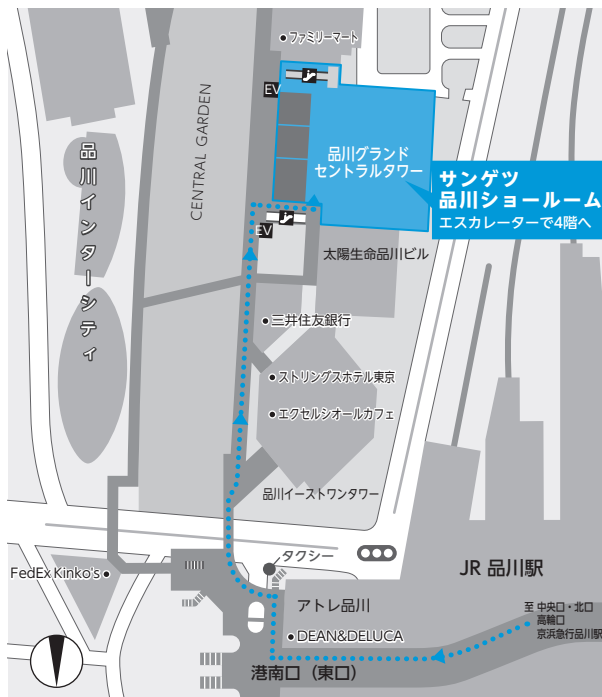 ファミリーマート
EV
CENTRAL GARDEN
品川グランド
セントラルタワー
サンゲツ
品川ショールーム
エスカレーターで4階へ
品川インターシティ
EV
太陽生命品川ビル
三井住友銀行
ストリングスホテル東京
エクセルシオールカフェ
品川イーストワンタワー
タクシー
FedEx Kinko's
JR 品川駅
アトレ品川
至 中央口・北口
高輪口
京浜急行品川駅
DEAN&DELUCA
港南口（東口）